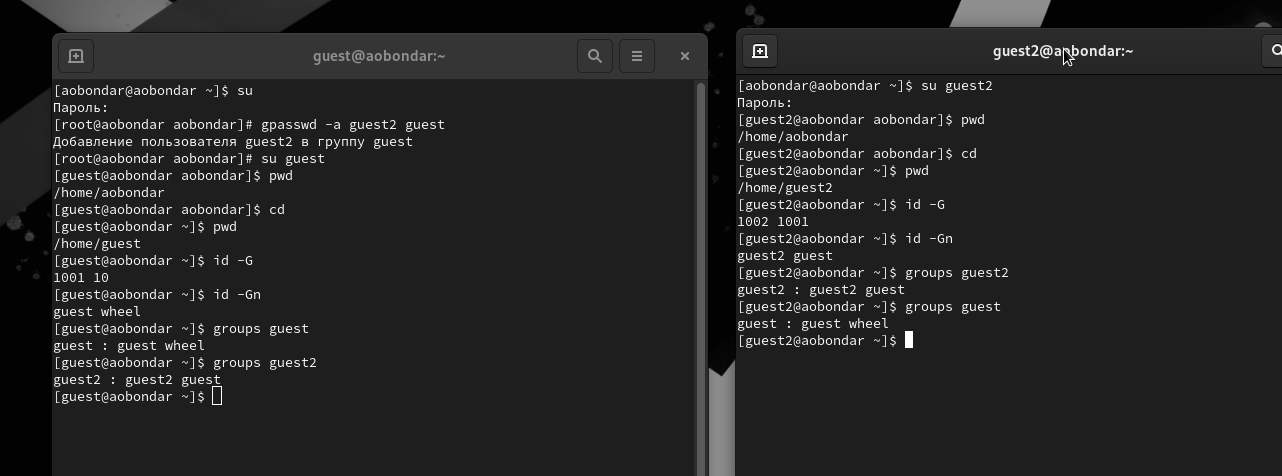 guest@aobondar:~
[aobondar@aobondar ~]$ su
Пароль:
[root@aobondar aobondar]# gpasswd -a guest2 guest
Добавление пользователя guest2 в группу guest
[root@aobondar aobondar]# su guest
[guest@aobondar aobondar]$ pwd
/home/aobondar
[guest@aobondar aobondar]$ cd
[guest@aobondar ~]$ pwd
/home/guest
[guest@aobondar ~]$ id -G
1001 10
[guest@aobondar ~]$ id -Gn
guest wheel
[guest@aobondar ~]$ groups guest
guest : guest wheel
[guest@aobondar ~]$ groups guest2
guest2 : guest2 guest
[guest@aobondar ~]$
guest2@aobondar:~
[aobondar@aobondar ~]$ su guest2
Пароль:
[guest2@aobondar aobondar]$ pwd
/home/aobondar
[guest2@aobondar aobondar]$ cd
[guest2@aobondar ~]$ pwd
/home/guest2
[guest2@aobondar ~]$ id -G
1002 1001
[guest2@aobondar ~]$ id -Gn
guest2 guest
[guest2@aobondar ~]$ groups guest2
guest2 : guest2 guest
[guest2@aobondar ~]$ groups guest
guest : guest wheel
[guest2@aobondar ~]$